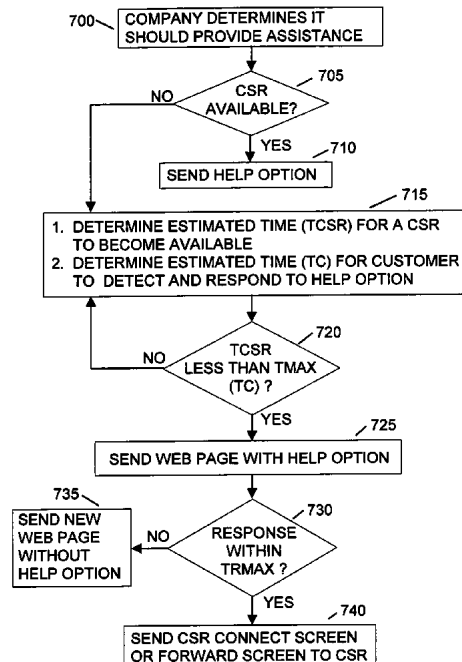 700
COMPANY DETERMINES IT
SHOULD PROVIDE ASSISTANCE
705
NO
CSR
AVAILABLE?
YES
710
SEND HELP OPTION
715
1. DETERMINE ESTIMATED TIME (TCSR) FOR A CSR
TO BECOME AVAILABLE
2. DETERMINE ESTIMATED TIME (TC) FOR CUSTOMER
TO DETECT AND RESPOND TO HELP OPTION
720
NO
TCSR
LESS THAN TMAX
(TC) ?
YES
725
SEND WEB PAGE WITH HELP OPTION
735
SEND NEW
WEB PAGE
WITHOUT
HELP OPTION
730
NO
RESPONSE
WITHIN
TRMAX ?
YES
740
SEND CSR CONNECT SCREEN
OR FORWARD SCREEN TO CSR